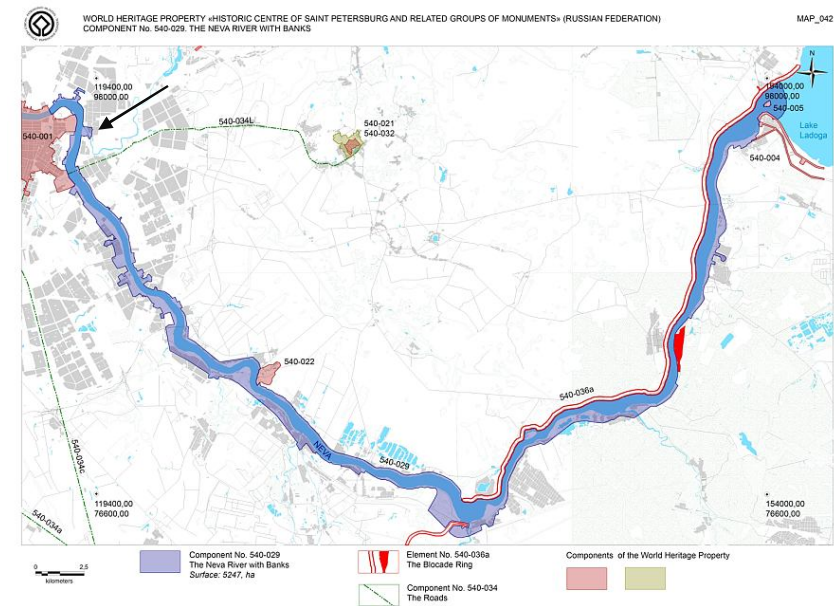 WORLD HERITAGE PROPERTY «HISTORIC CENTRE OF SAINT PETERSBURG AND RELATED GROUPS OF MONUMENTS» (RUSSIAN FEDERATION)
MAP_042
COMPONENT No. 540-029. THE NEVA RIVER WITH BANKS
N
119400,00
98000,00
154000,00
98000,00
540-005
540-034L
540-021
540-032
540-001
Lake
Ladoga
540-004
540-022
540-036a
NEVA
540-029
540-034c
119400,00
76600,00
154000,00
76600,00
540-034a
0 2,5
kilometers
Component No. 540-029
The Neva River with Banks
Surface: 5247, ha
Element No. 540-036a
The Blocade Ring
Component No. 540-034
The Roads
Components of the World Heritage Property